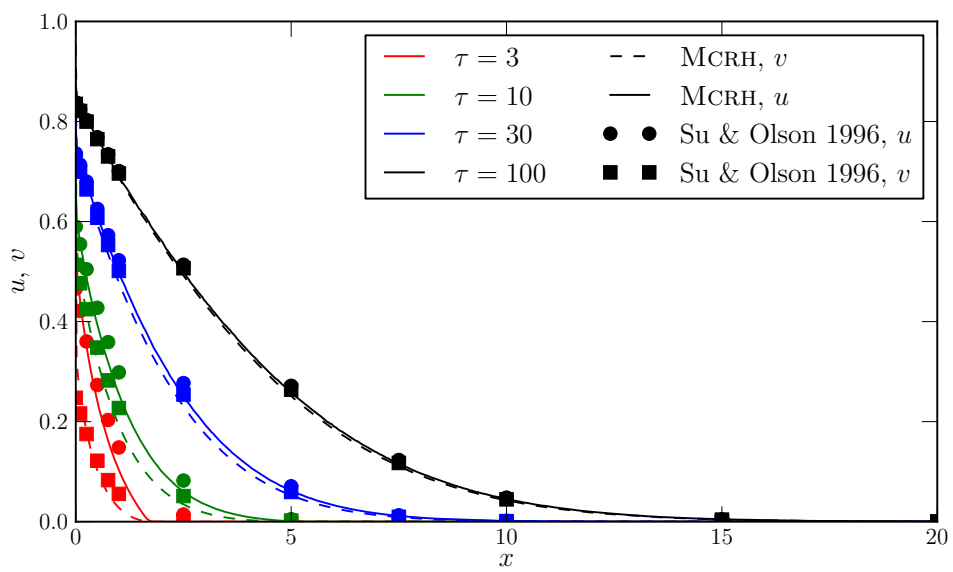 1.0
0.8
0.6
0.4
0.2
0.0
u, v
0
5
10
15
20
x
τ = 3
τ = 10
τ = 30
τ = 100
MCRH, v
MCRH, u
Su & Olson 1996, u
Su & Olson 1996, v